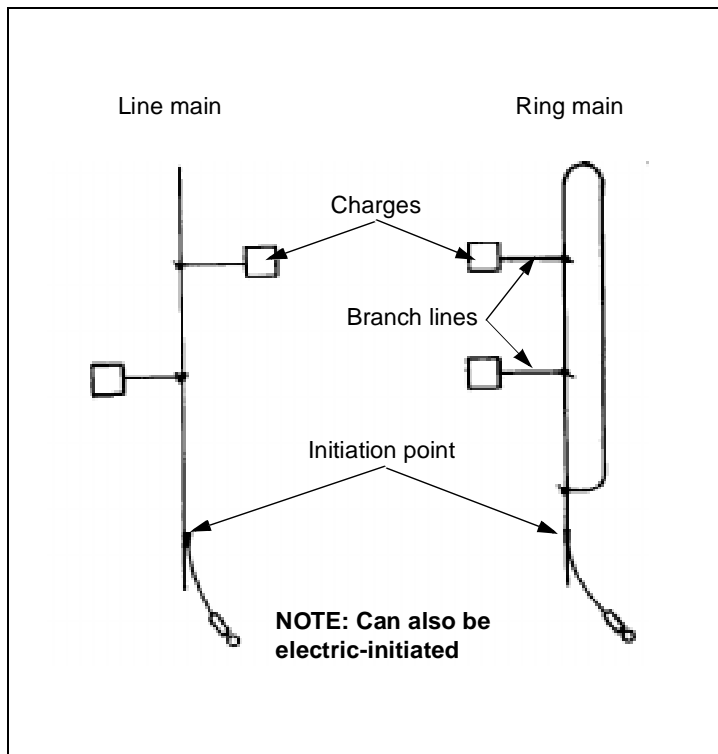 Line main
Ring main
Charges
Branch lines
Initiation point
NOTE: Can also be
electric-initiated